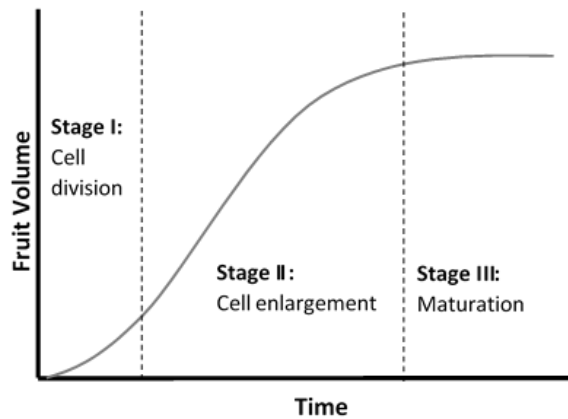 Fruit Volume
Stage I:
Cell
division
Stage II:
Cell enlargement
Stage III:
Maturation
Time